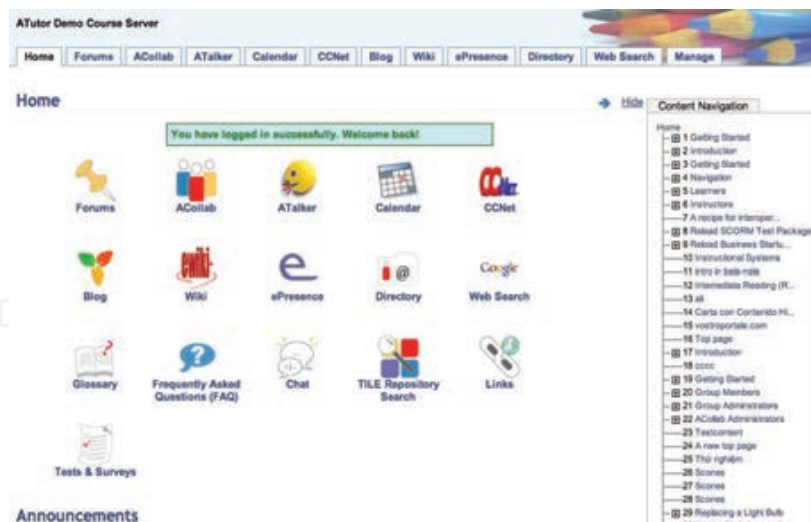 ATutor Demo Course Server
Home Forums ACollab ATalker Calendar CCNet Blog Wiki ePresence Directory Web Search Manage
Home
Hide
You have logged in successfully. Welcome back!
Forums ACollab ATalker Calendar CCNet
Blog Wiki ePresence Directory Web Search
Glossary Frequently Asked Chat TILE Repository Links
Questions (FAQ) Search
Tests & Surveys
Announcements
Content Navigation
Home
1 Getting Started
2 Introduction
3 Getting Started
4 Navigation
5 Learners
6 Instructors
7 A recipe for interoper...
8 Reload SCORM Test Package
9 Reload Business Startu...
10 Instructional Systems
11 intro in
12 Intermediate Reading (R...
13 all
14 Carta con Contenido Hi...
15 vostroportale.com
16 Top page
17 Introduction
18 cccc
19 Getting Started
20 Group Members
21 Group Administrators
22 ACollab Administrators
23 Testcontent
24 A new top page
25 Thử nghiệm
26 Scores
27 Scores
28 Scores
29 Replacing a Light Bulb